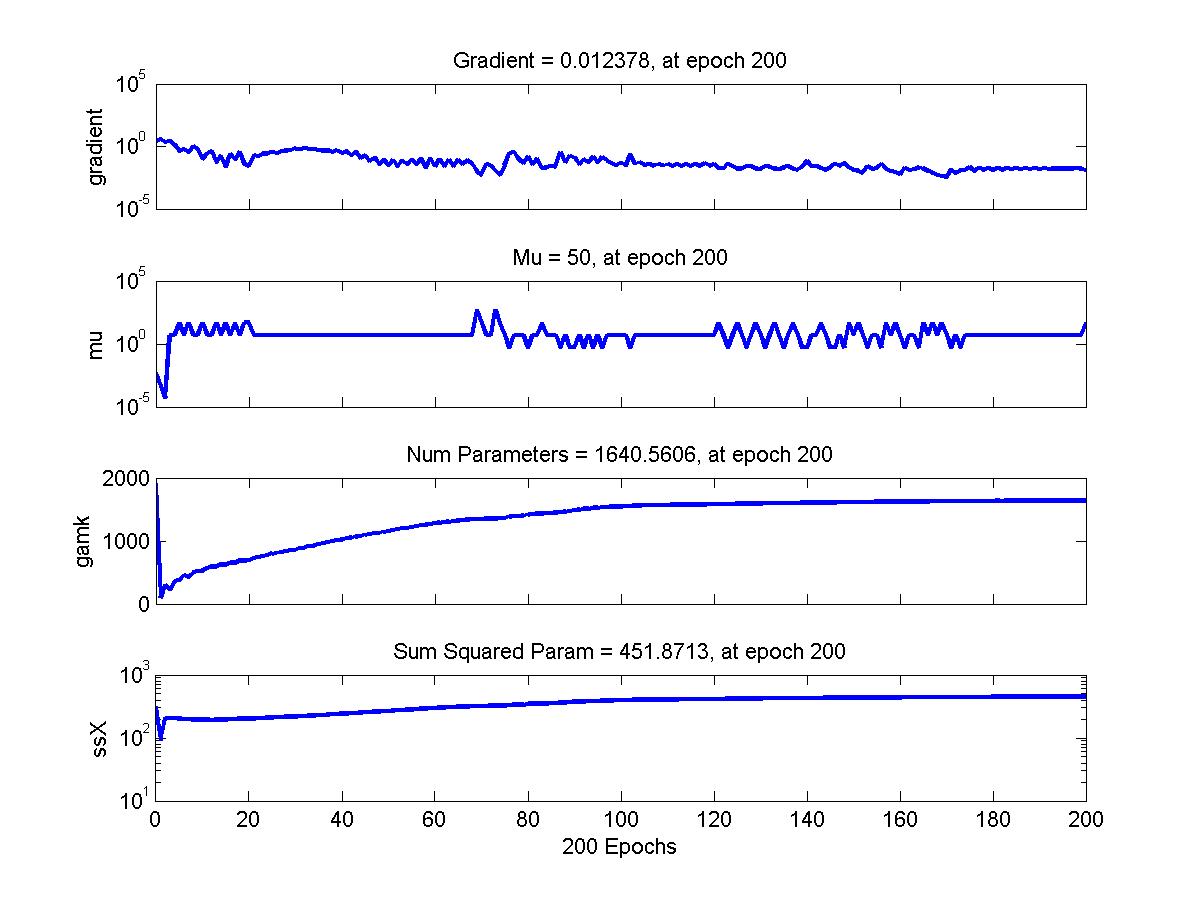 Gradient = 0.012378, at epoch 200
10^5
10^0
10^-5
gradient
Mu = 50, at epoch 200
10^5
10^0
10^-5
mu
Num Parameters = 1640.5606, at epoch 200
2000
1000
0
gamk
Sum Squared Param = 451.8713, at epoch 200
10^3
10^2
10^1
ssX
0 20 40 60 80 100 120 140 160 180 200
200 Epochs